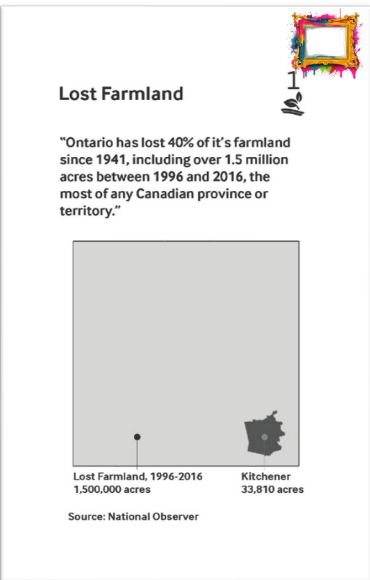 1
Lost Farmland
"Ontario has lost 40% of it's farmland
since 1941, including over 1.5 million
acres between 1996 and 2016, the
most of any Canadian province or
territory."
Lost Farmland, 1996-2016
1,500,000 acres
Kitchener
33,810 acres
Source: National Observer